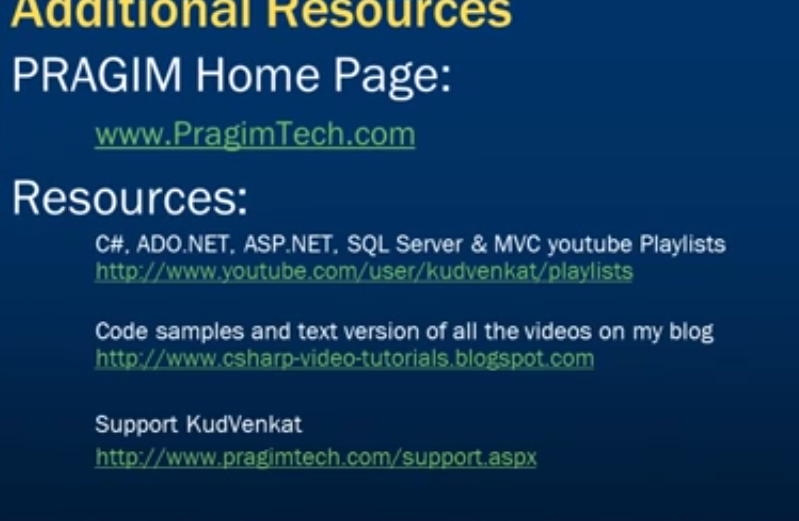 Additional Resources
PRAGIM Home Page:
www.PragimTech.com
Resources:
C#, ADO.NET, ASP.NET, SQL Server & MVC youtube Playlists
http://www.youtube.com/user/kudvenkat/playlists
Code samples and text version of all the videos on my blog
http://www.csharp-video-tutorials.blogspot.com
Support KudVenkat
http://www.pragimtech.com/support.aspx